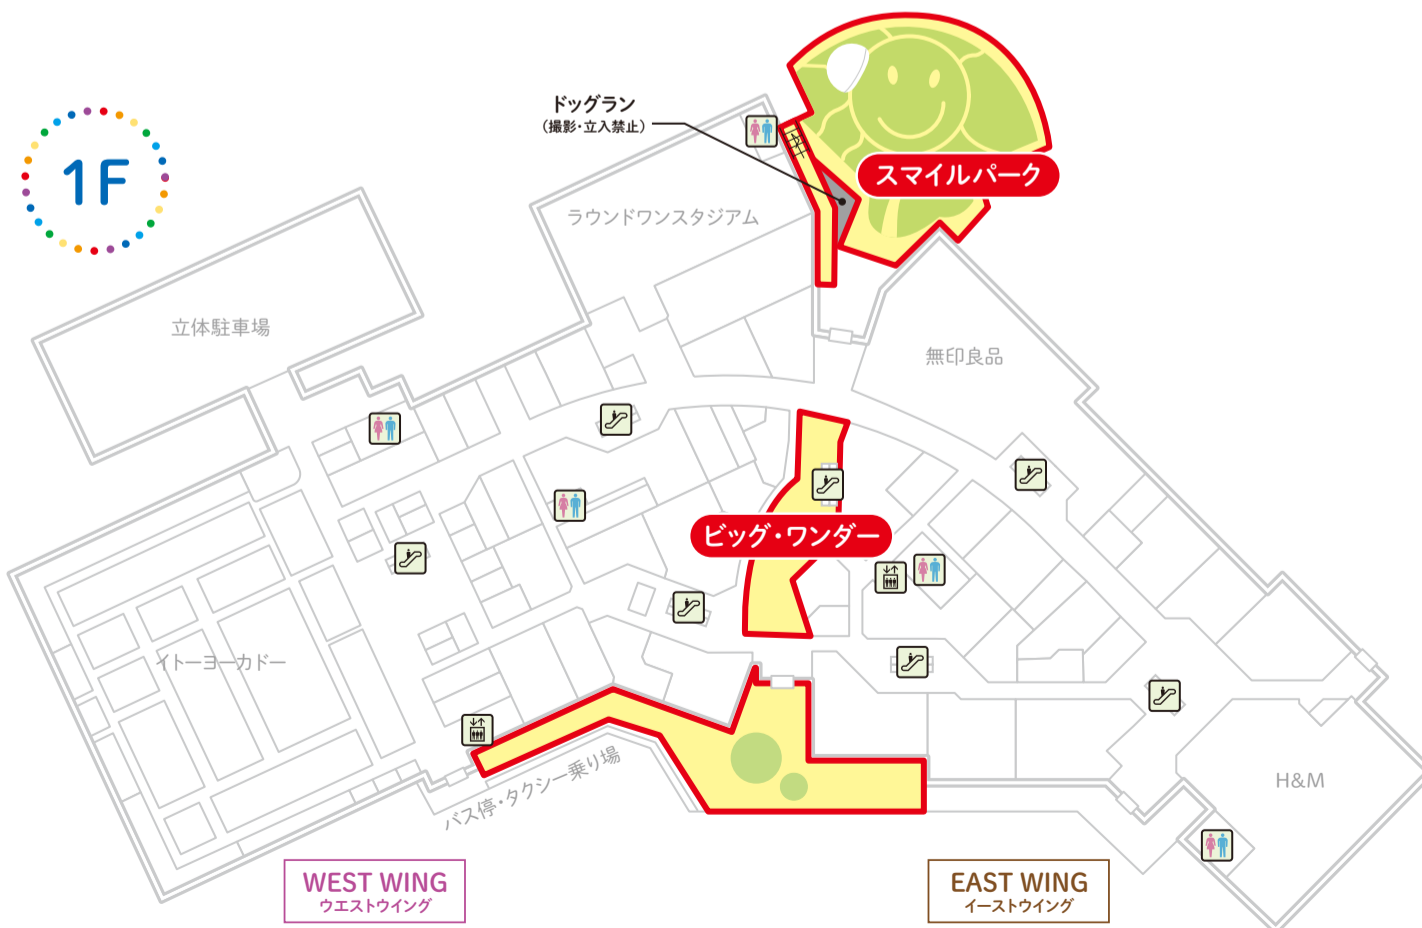 1F
ドッグラン
(撮影・立入禁止)
スマイルパーク
ラウンドワンスタジアム
立体駐車場
無印良品
ビッグ・ワンダー
イトーヨーカドー
バス停・タクシー乗り場
H&M
WEST WING
ウエストウイング
EAST WING
イーストウイング